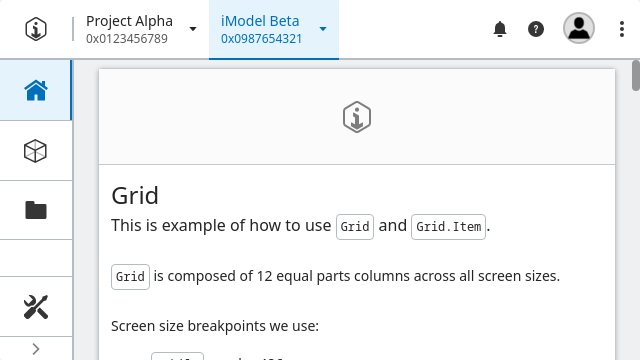 Project Alpha
0x0123456789
iModel Beta
0x0987654321
Grid
This is example of how to use Grid and Grid.Item.
Grid is composed of 12 equal parts columns across all screen sizes.
Screen size breakpoints we use: